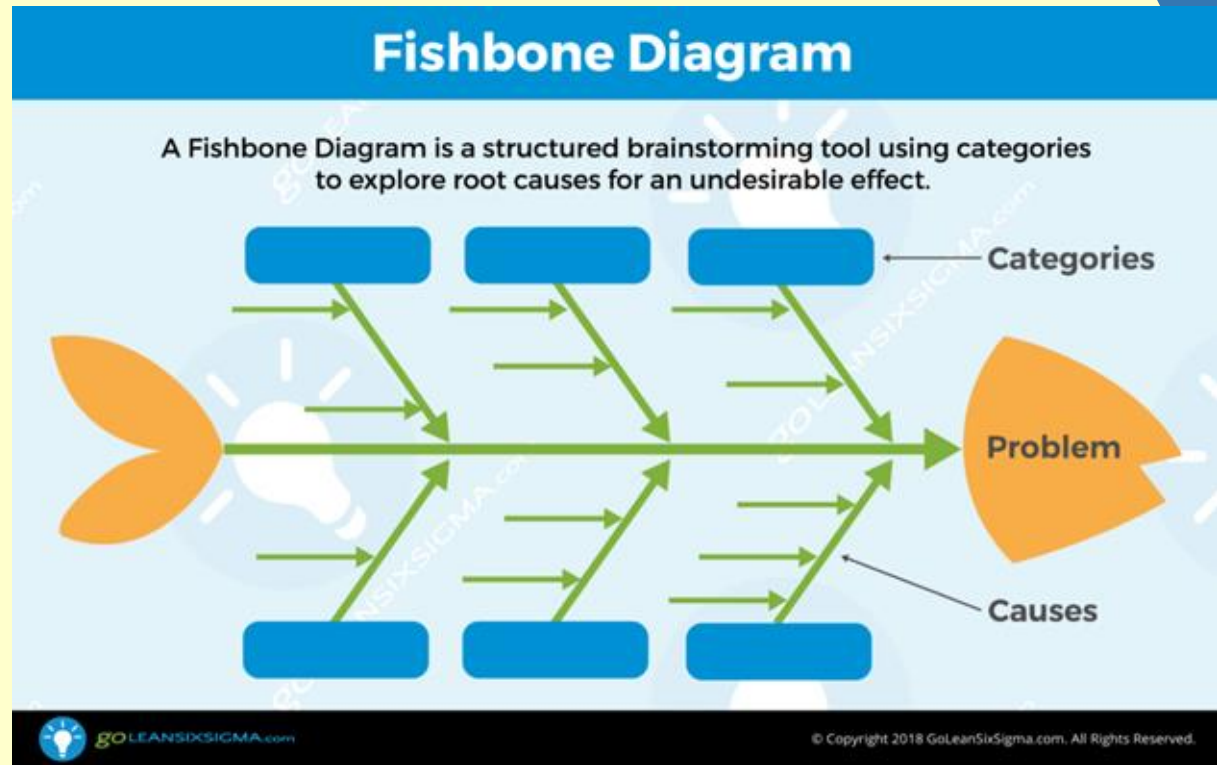 Fishbone Diagram
A Fishbone Diagram is a structured brainstorming tool using categories
to explore root causes for an undesirable effect.
Categories
Problem
Causes
goLEANSIXSIGMA.com
© Copyright 2018 GoLeanSixSigma.com. All Rights Reserved.